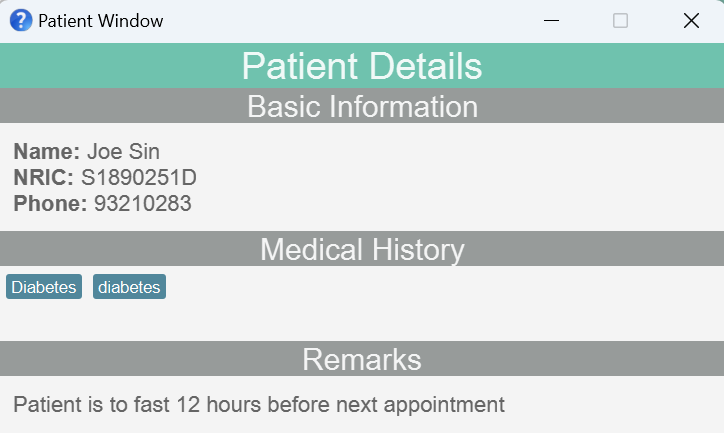 Patient Window
Patient Details
Basic Information
Name: Joe Sin
NRIC: S1890251D
Phone: 93210283
Medical History
Diabetes diabetes
Remarks
Patient is to fast 12 hours before next appointment